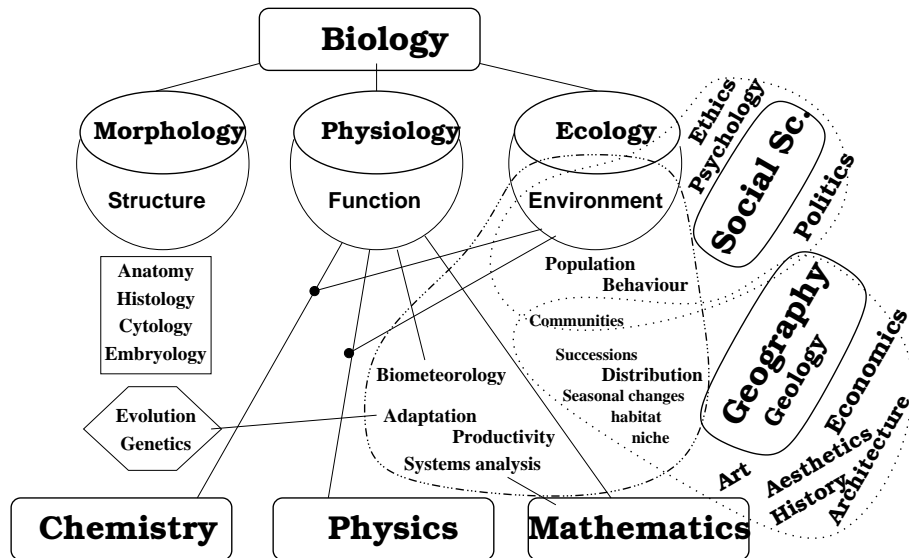 Biology
Morphology
Physiology
Ecology
Structure
Function
Environment
Ethics
Psychology
Social Sc.
Politics
Anatomy
Histology
Cytology
Embryology
Population
Behaviour
Communities
Successions
Distribution
Seasonal changes
habitat
niche
Biometeorology
Adaptation
Productivity
Systems analysis
Evolution
Genetics
Geography
Geology
Economics
Art
Aesthetics
History
Architecture
Chemistry
Physics
Mathematics